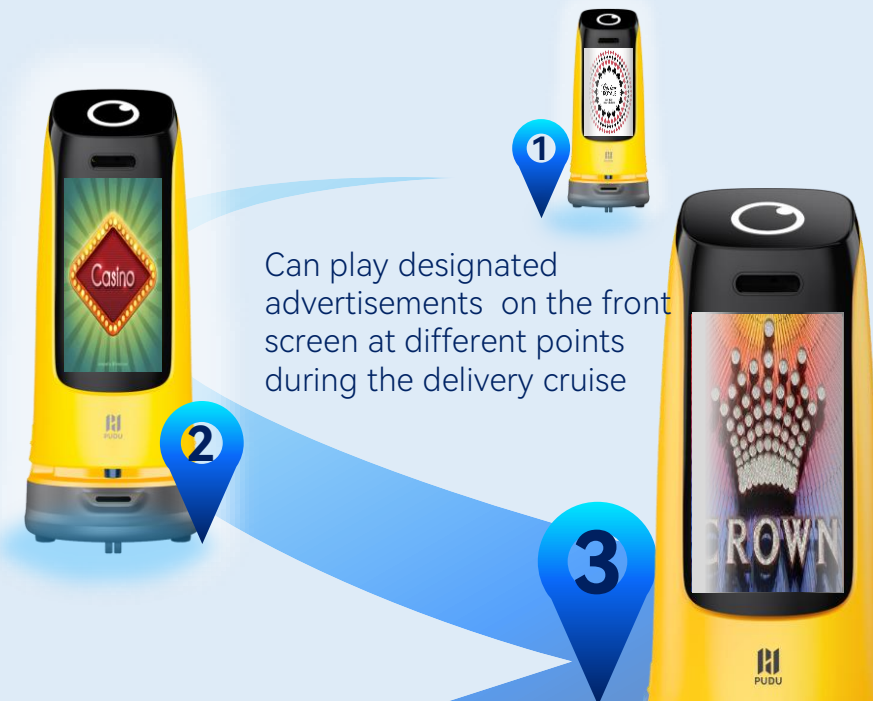 1
Can play designated
advertisements on the front
screen at different points
during the delivery cruise
Casino
PUDU
2
3
CROWN
PUDU